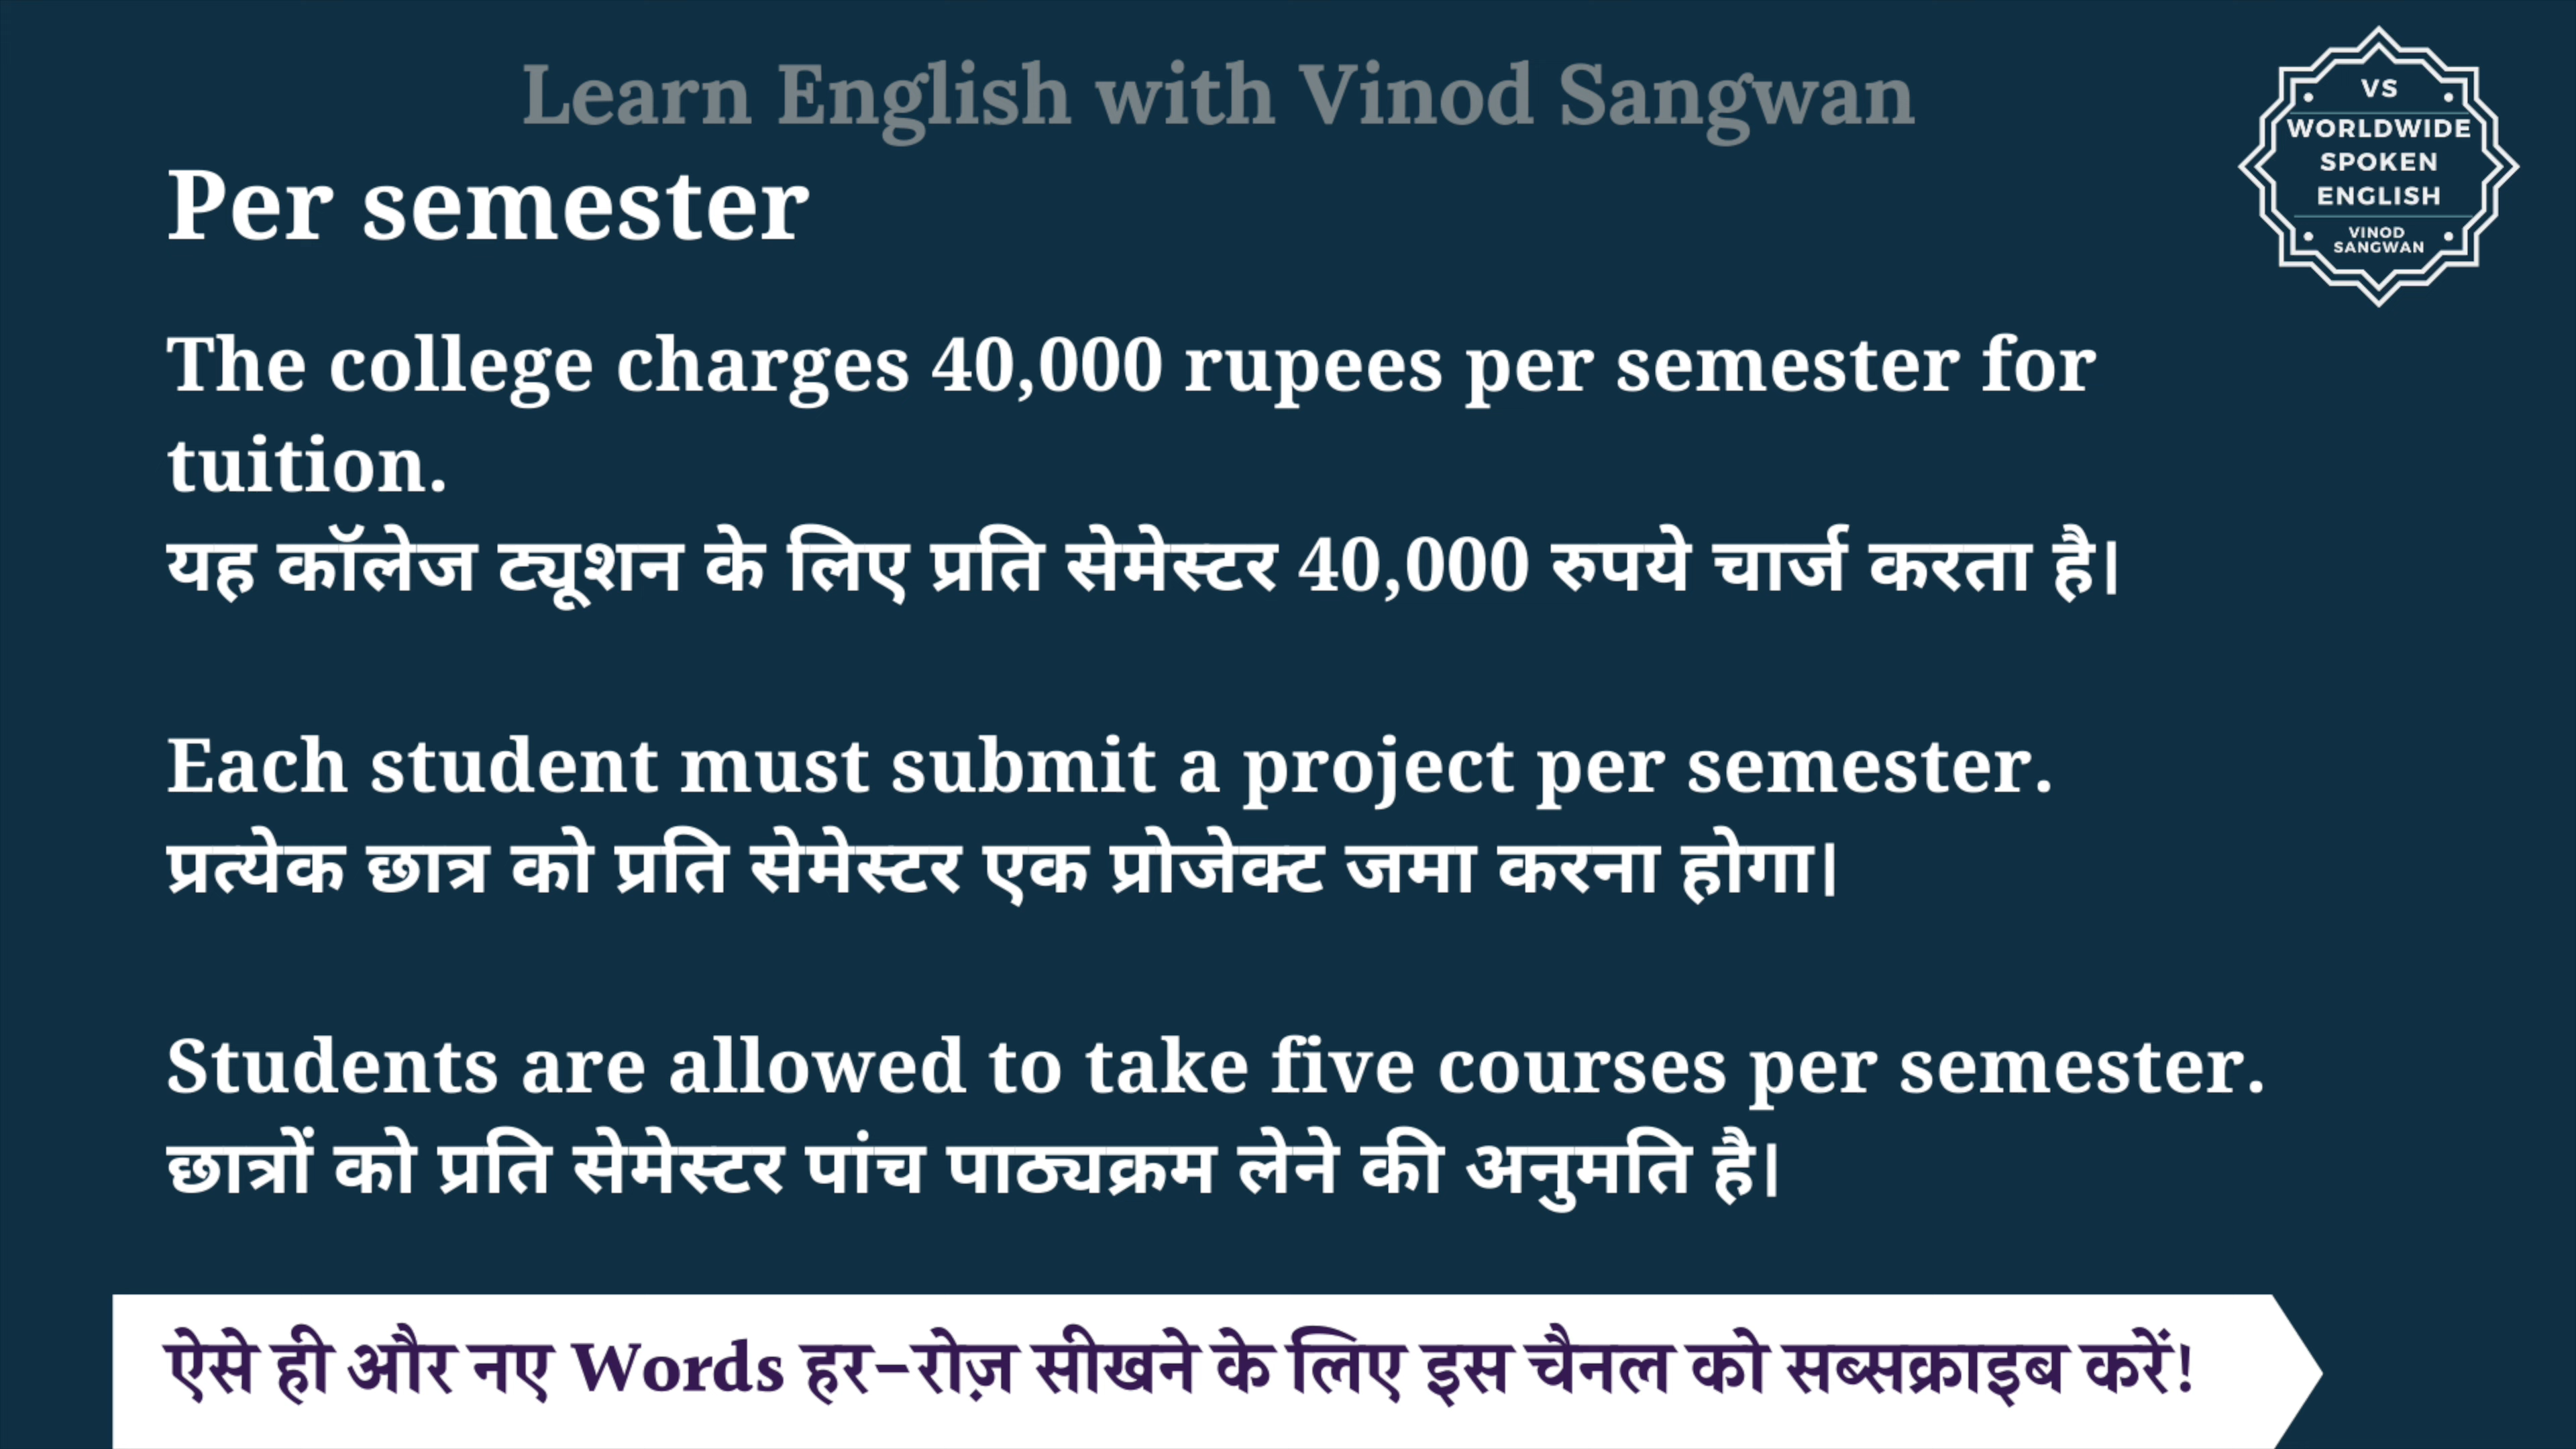 Learn English with Vinod Sangwan
VS
WORLDWIDE
SPOKEN
ENGLISH
VINOD
SANGWAN
Per semester
The college charges 40,000 rupees per semester for
tuition.
यह कॉलेज ट्यूशन के लिए प्रति सेमेस्टर 40,000 रुपये चार्ज करता है।
Each student must submit a project per semester.
प्रत्येक छात्र को प्रति सेमेस्टर एक प्रोजेक्ट जमा करना होगा।
Students are allowed to take five courses per semester.
छात्रों को प्रति सेमेस्टर पांच पाठ्यक्रम लेने की अनुमति है।
ऐसे ही और नए Words हर-रोज़ सीखने के लिए इस चैनल को सब्सक्राइब करें!